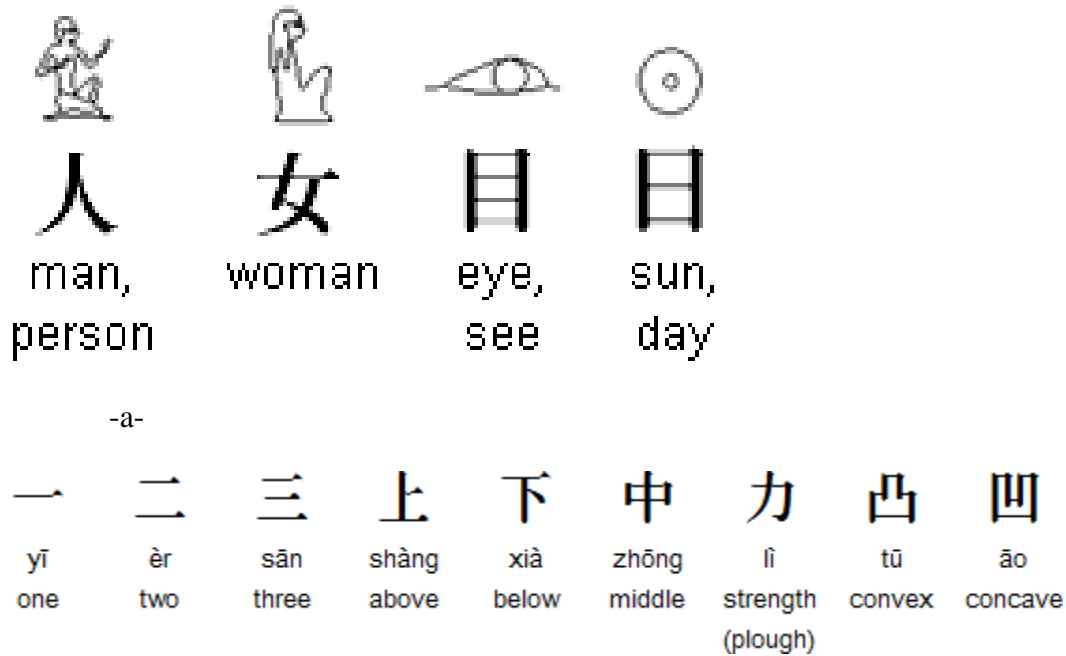 人 女 目 日
man, woman eye, sun,
person see day
-a-
一 二 三 上 下 中 力 凸 凹
yī èr sān shàng xià zhōng lì tū āo
one two three above below middle strength convex concave
(plough)